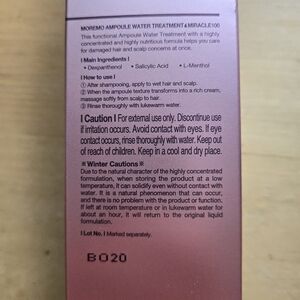 MOREMO AMPOULE WATER TREATMENT MIRACLE100
This functional Ampoule Water Treatment with a highly
concentrated and highly nutritious formula helps you care
for damaged hair and scalp concerns at once.
I Main Ingredients I
• Dexpanthenol • Salicylic Acid • L-Menthol
I How to use I
① After shampooing, apply to wet hair and scalp.
② When the ampoule texture transforms into a rich cream,
massage softly from scalp to hair.
③ Rinse thoroughly with lukewarm water.
I Caution I For external use only. Discontinue use
if irritation occurs. Avoid contact with eyes. If eye
contact occurs, rinse thoroughly with water. Keep out
of reach of children. Keep in a cool and dry place.
※Winter Cautions※
Due to the natural character of the highly concentrated
formulation, when storing the product at a low
temperature, it can solidify even without contact with
water. It is a natural phenomenon that can occur,
and there is no problem with the product or function.
If left at room temperature or in lukewarm water for
about an hour, it will return to the original liquid
formulation.
I Lot No. I Marked separately.
BO20